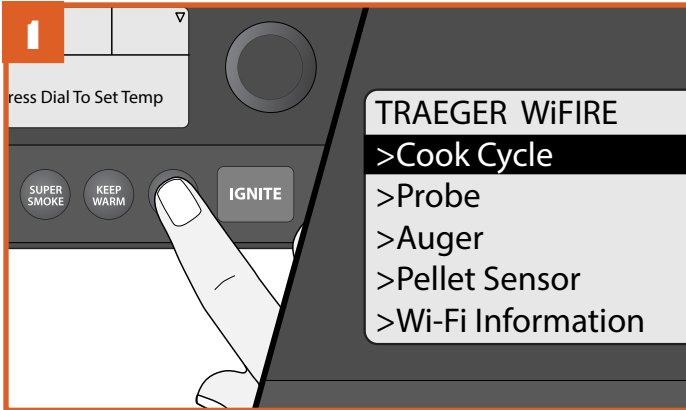 1
ress Dial To Set Temp
SUPER
SMOKE
KEEP
WARM
IGNITE
TRAEGER WiFIRE
>Cook Cycle
>Probe
>Auger
>Pellet Sensor
>Wi-Fi Information